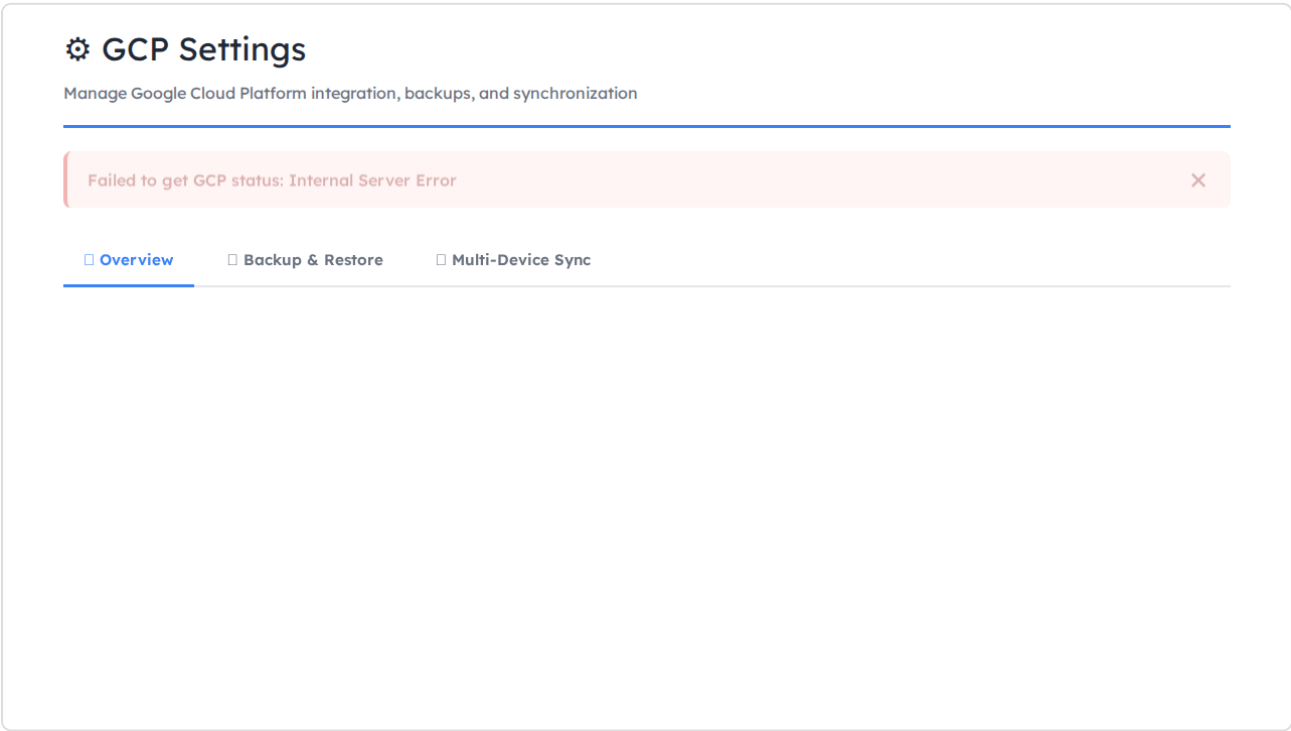 ⚙ GCP Settings
Manage Google Cloud Platform integration, backups, and synchronization
Failed to get GCP status: Internal Server Error ✕
Overview Backup & Restore Multi-Device Sync